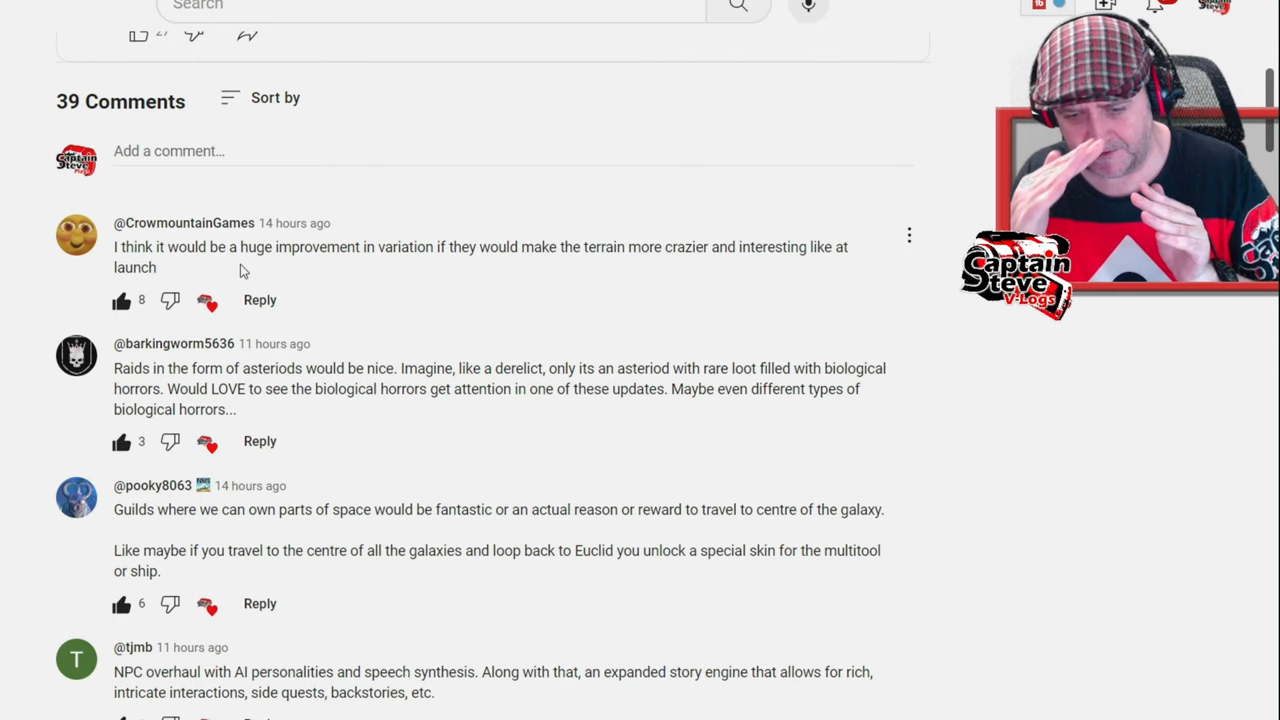 Search
16
27
39 Comments
Sort by
Captain
Steve
Add a comment...
@CrowmountainGames 14 hours ago
I think it would be a huge improvement in variation if they would make the terrain more crazier and interesting like at
launch
8
Reply
Captain
Steve
V-Logs
@barkingworm5636 11 hours ago
Raids in the form of asteriods would be nice. Imagine, like a derelict, only its an asteriod with rare loot filled with biological
horrors. Would LOVE to see the biological horrors get attention in one of these updates. Maybe even different types of
biological horrors...
3
Reply
@pooky8063 14 hours ago
Guilds where we can own parts of space would be fantastic or an actual reason or reward to travel to centre of the galaxy.
Like maybe if you travel to the centre of all the galaxies and loop back to Euclid you unlock a special skin for the multitool
or ship.
6
Reply
T
@tjmb 11 hours ago
NPC overhaul with AI personalities and speech synthesis. Along with that, an expanded story engine that allows for rich,
intricate interactions, side quests, backstories, etc.